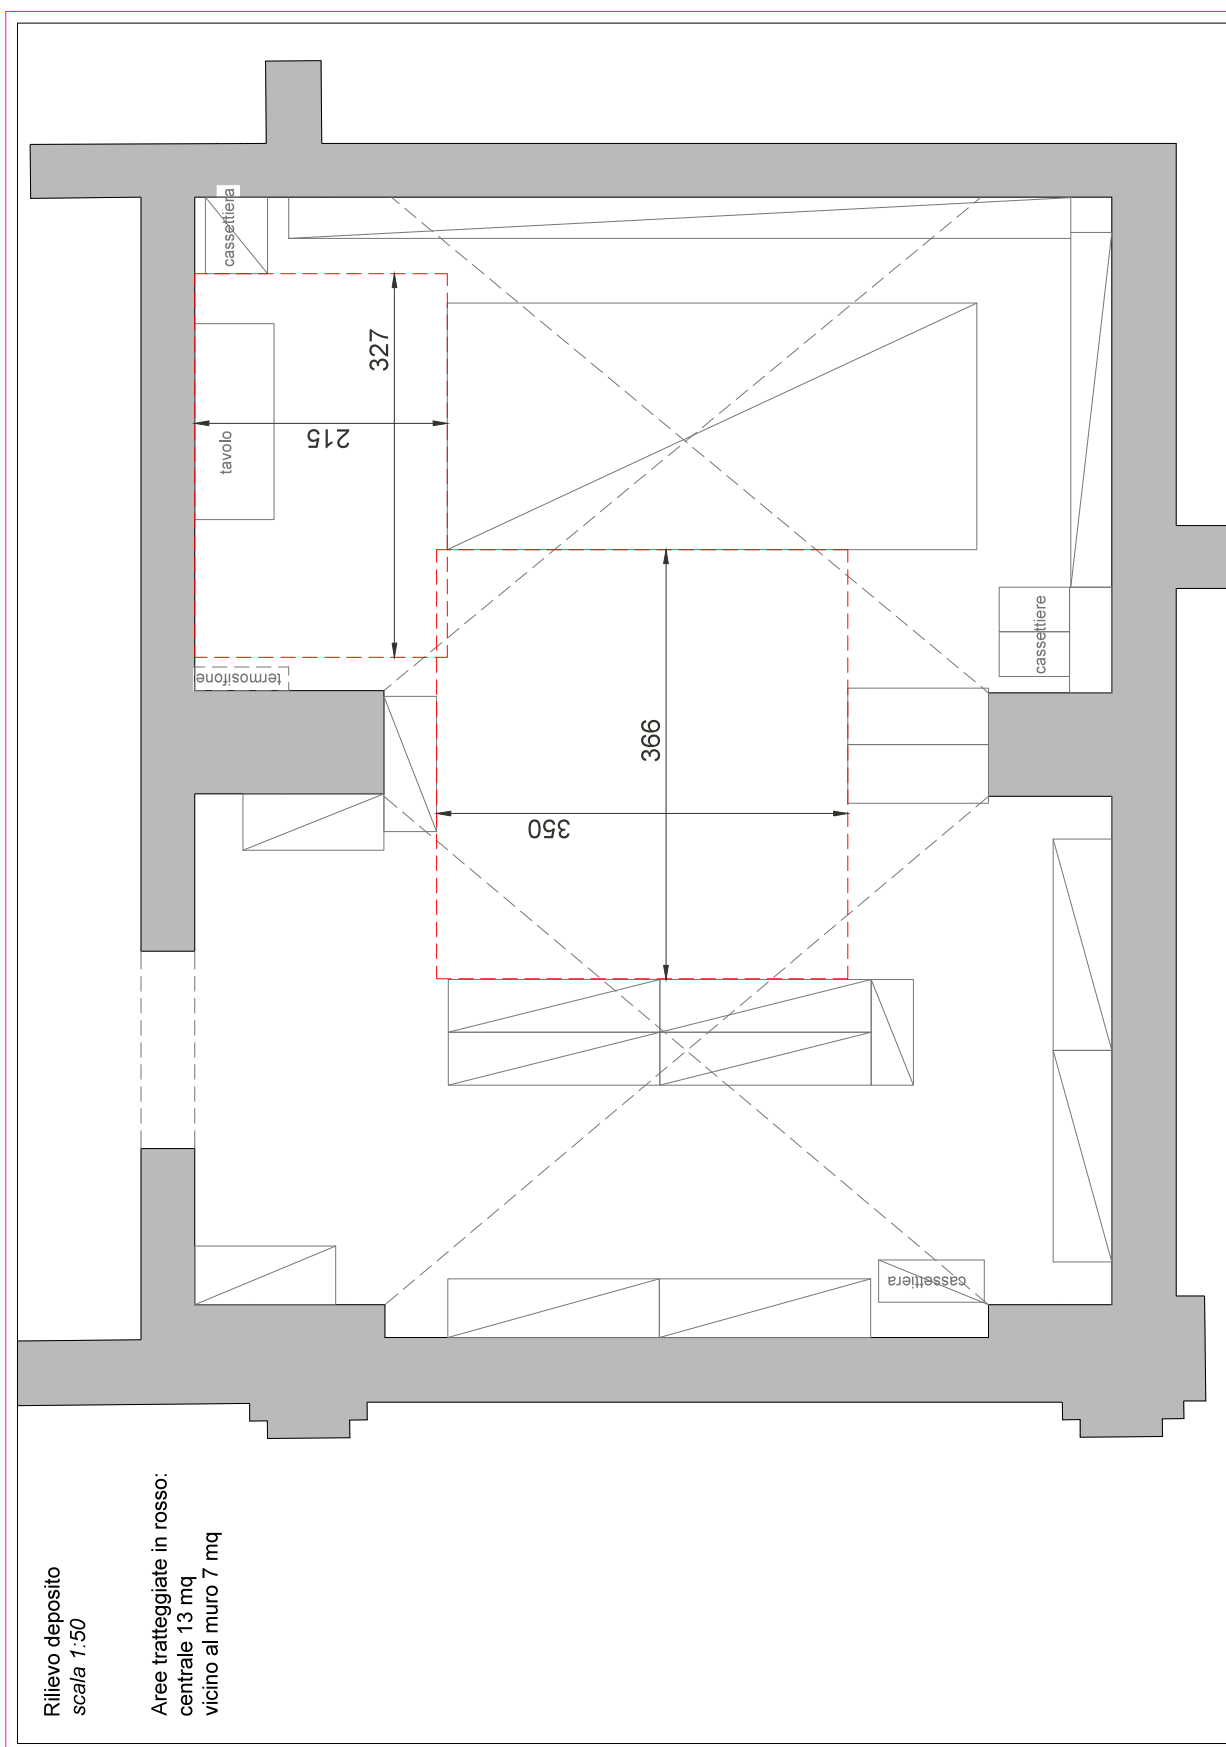 Rilievo deposito
scala 1:50
Aree tratteggiate in rosso:
centrale 13 mq
vicino al muro 7 mq
cassettiera
tavolo
327
215
termosifone
366
350
cassettiere
cassettiera